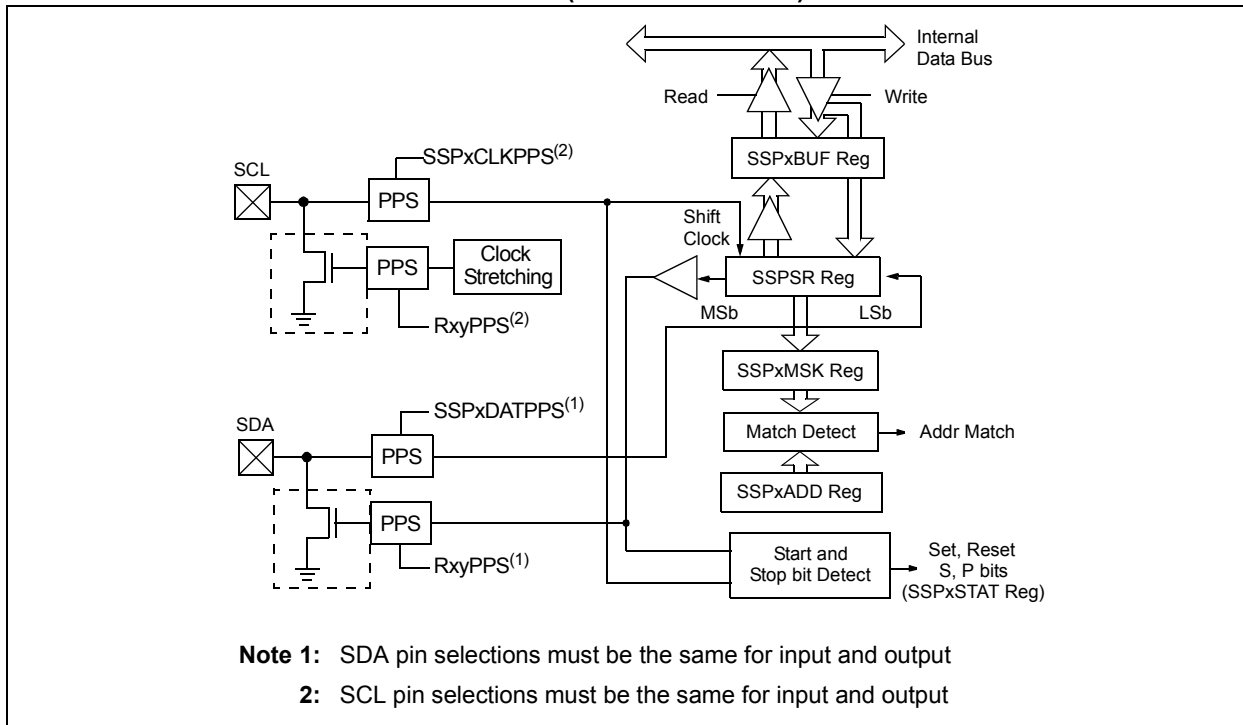 Internal
Data Bus
Read
Write
SSPxBUF Reg
SSPxCLKPPS(2)
SCL
PPS
Shift
Clock
PPS
Clock
Stretching
SSPSR Reg
MSb
LSb
RxyPPS(2)
SSPxMSK Reg
SSPxDATPPS(1)
SDA
Match Detect
Addr Match
PPS
SSPxADD Reg
PPS
Start and
Stop bit Detect
Set, Reset
S, P bits
(SSPxSTAT Reg)
RxyPPS(1)
Note 1: SDA pin selections must be the same for input and output
2: SCL pin selections must be the same for input and output